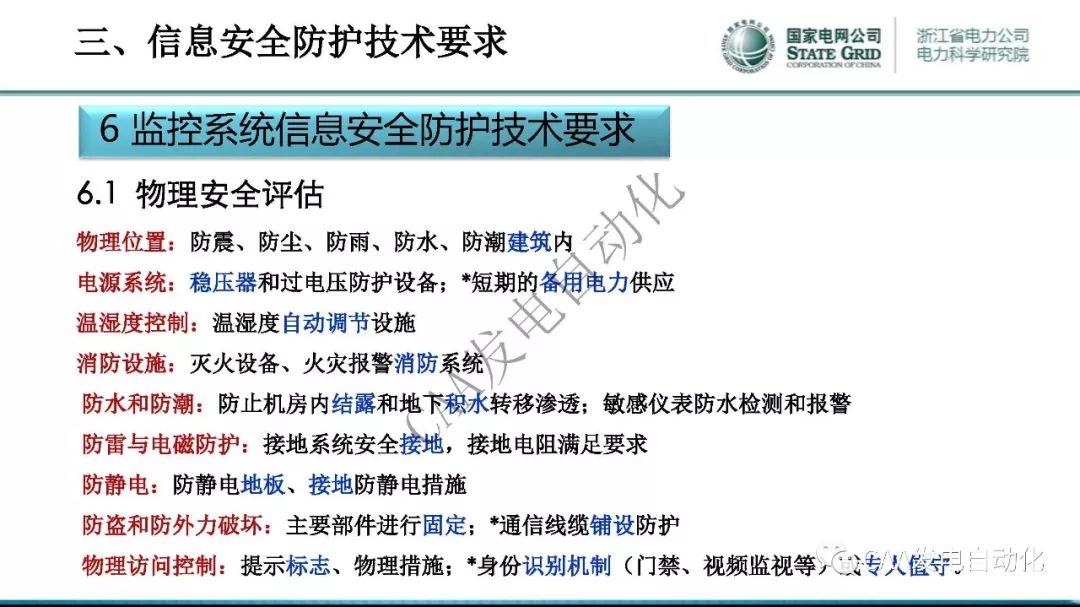 三、信息安全防护技术要求
国家电网公司
STATE GRID
CORPORATION OF CHINA
浙江省电力公司
电力科学研究院
6 监控系统信息安全防护技术要求
6.1 物理安全评估
物理位置：防震、防尘、防雨、防水、防潮建筑内
电源系统：稳压器和过电压防护设备；*短期的备用电力供应
温湿度控制：温湿度自动调节设施
消防设施：灭火设备、火灾报警消防系统
防水和防潮：防止机房内结露和地下积水转移渗透；敏感仪表防水检测和报警
防雷与电磁防护：接地系统安全接地，接地电阻满足要求
防静电：防静电地板、接地防静电措施
防盗和防外力破坏：主要部件进行固定；*通信线缆铺设防护
物理访问控制：提示标志、物理措施；*身份识别机制（门禁、视频监视等）或专人值守。
CAA发电自动化
CAA发电自动化